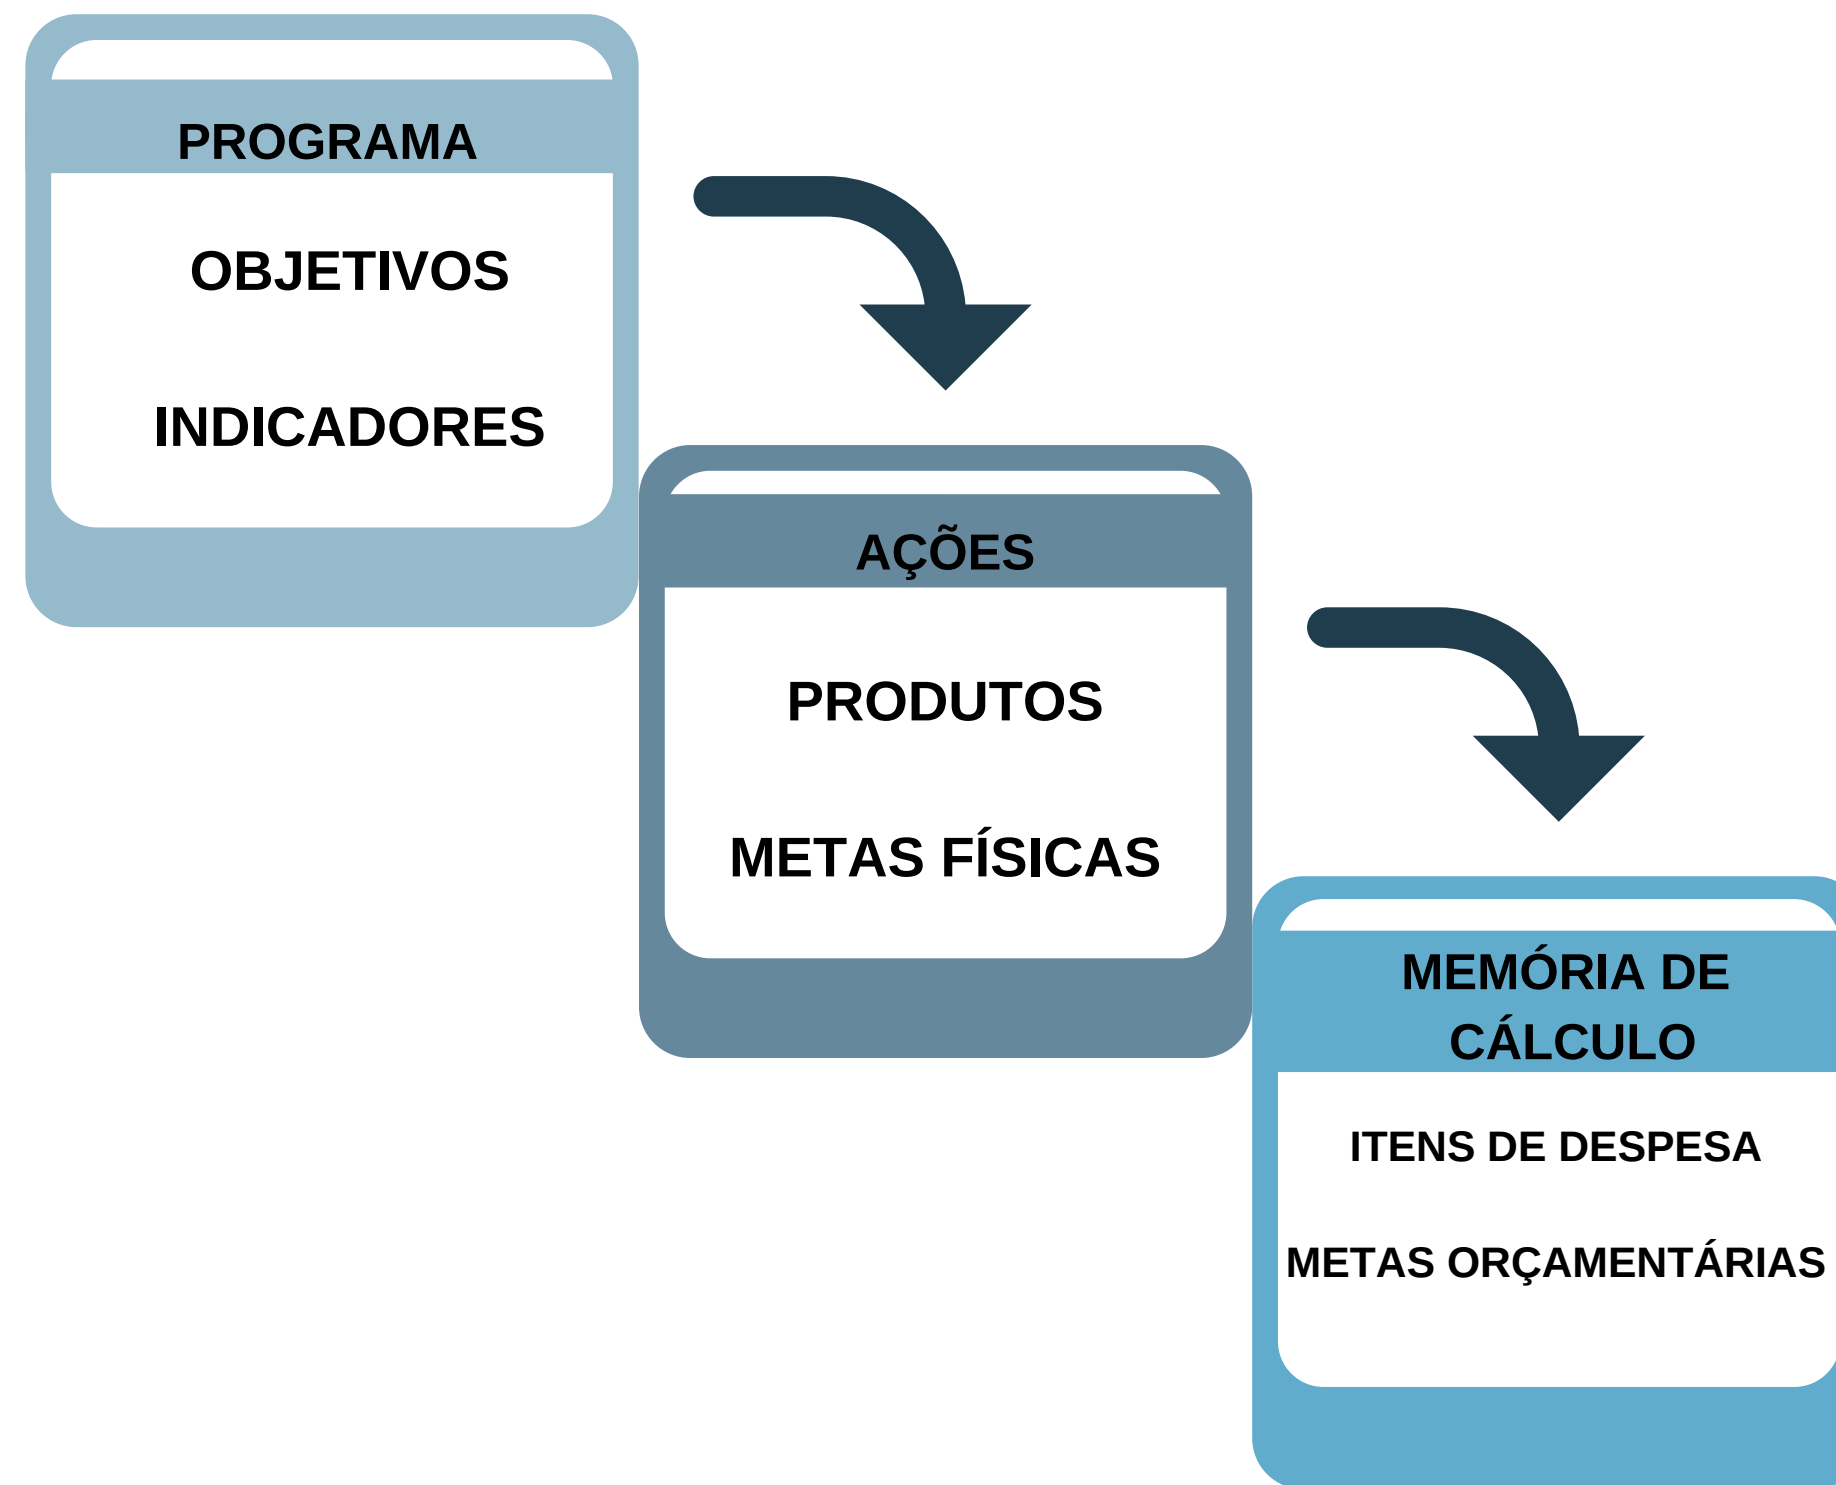 PROGRAMA
OBJETIVOS
INDICADORES
AÇÕES
PRODUTOS
METAS FÍSICAS
MEMÓRIA DE
CÁLCULO
ITENS DE DESPESA
METAS ORÇAMENTÁRIAS